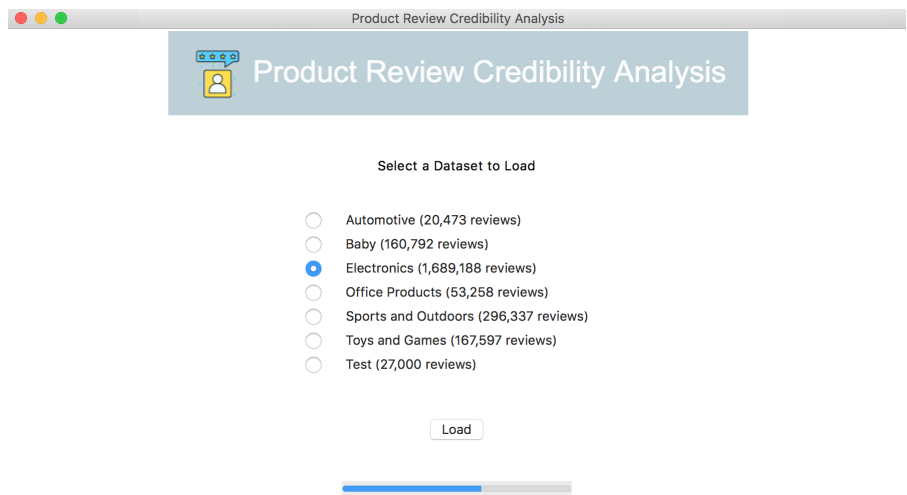 Product Review Credibility Analysis
Product Review Credibility Analysis
Select a Dataset to Load
Automotive (20,473 reviews)
Baby (160,792 reviews)
Electronics (1,689,188 reviews)
Office Products (53,258 reviews)
Sports and Outdoors (296,337 reviews)
Toys and Games (167,597 reviews)
Test (27,000 reviews)
Load